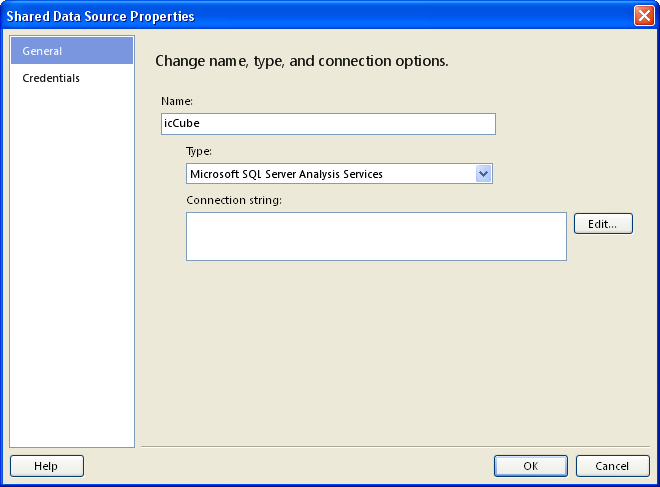 Shared Data Source Properties
General
Credentials
Change name, type, and connection options.
Name:
icCube
Type:
Microsoft SQL Server Analysis Services
Connection string:
Edit...
Help
OK
Cancel